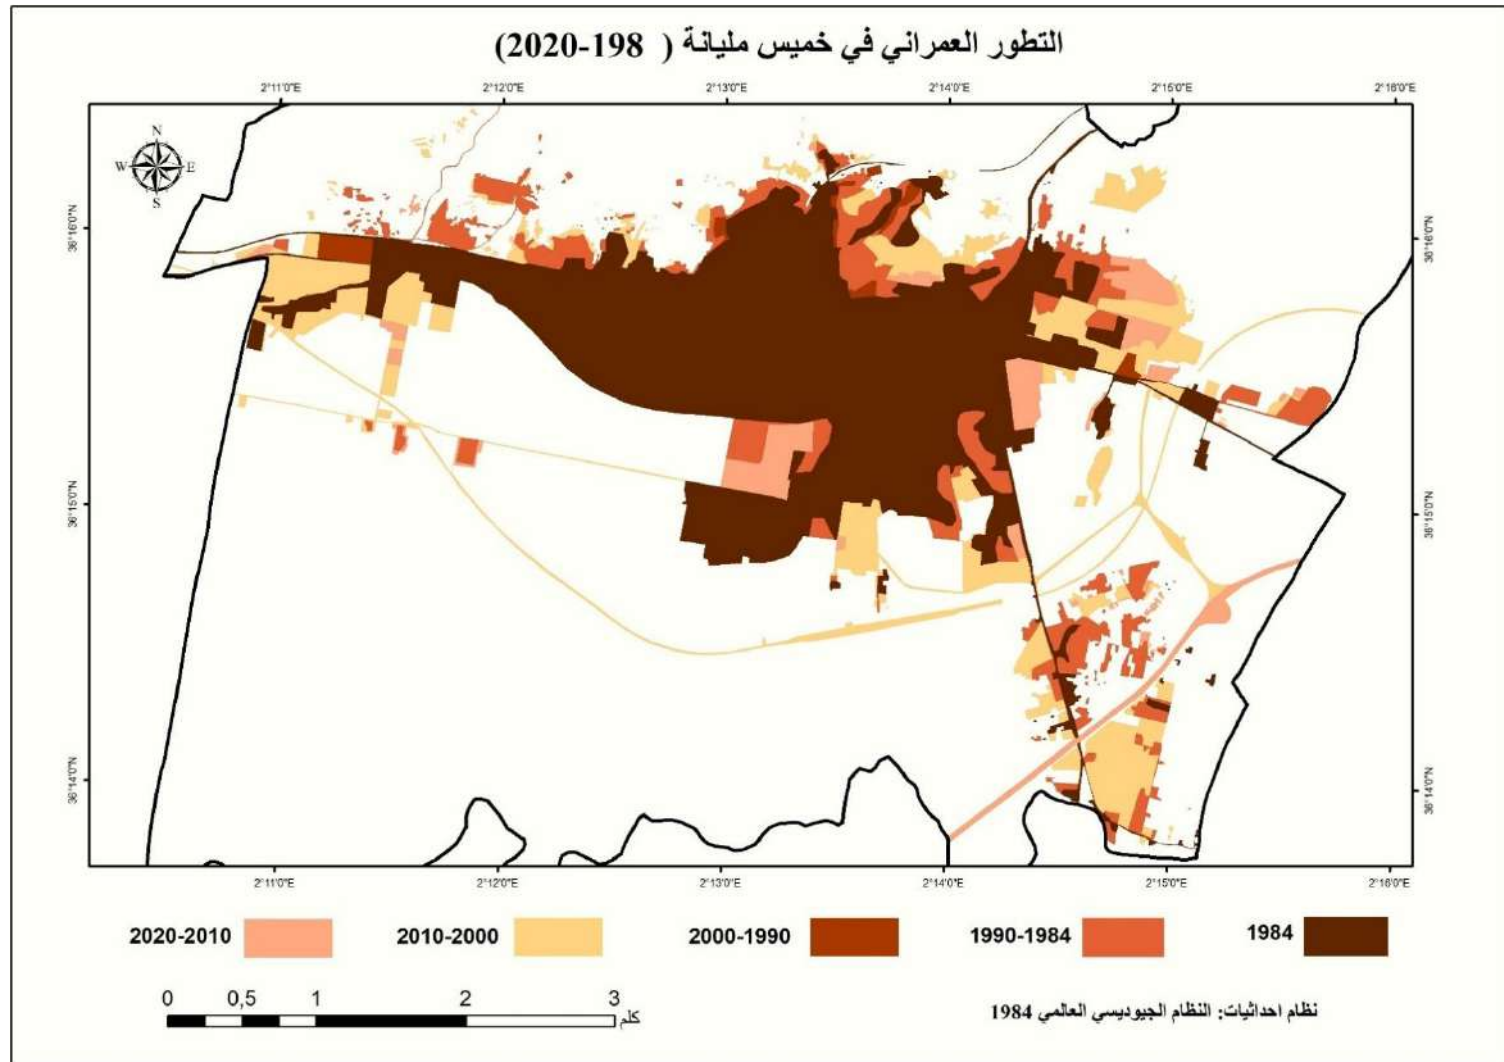 التطور العمراني في خميس مليانة ( 198-2020)
2°11'0"E 2°12'0"E 2°13'0"E 2°14'0"E 2°15'0"E 2°16'0"E
N
W E
S
36°16'0"N 36°16'0"N
36°15'0"N 36°15'0"N
36°14'0"N 36°14'0"N
2°11'0"E 2°12'0"E 2°13'0"E 2°14'0"E 2°15'0"E 2°16'0"E
1984 1990-1984 2000-1990 2010-2000 2020-2010
0 0,5 1 2 3
كلم
نظام احداثيات: النظام الجيوديسي العالمي 1984